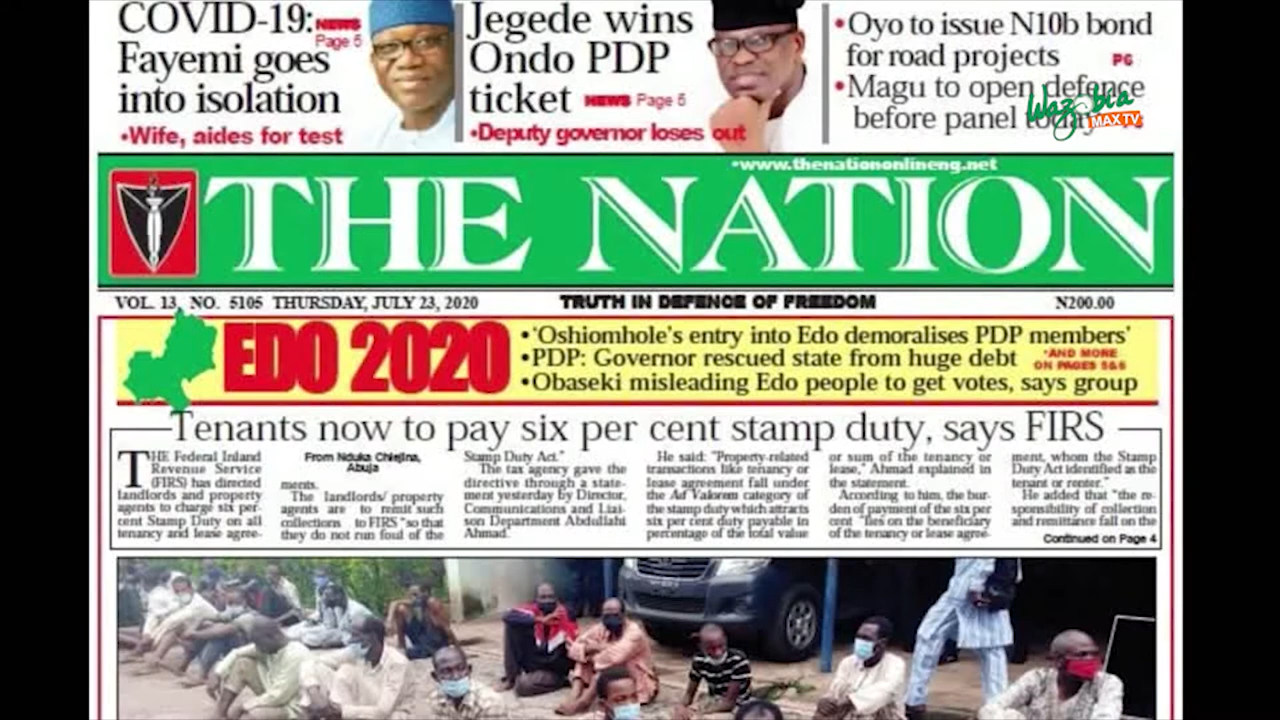 COVID-19:
NEWS
Page 5
Fayemi goes
into isolation
•Wife, aides for test
Jegede wins
Ondo PDP
ticket NEWS Page 5
•Deputy governor loses out
•Oyo to issue N10b bond
for road projects
PG
•Magu to open defence
before panel today
Wazobia
MAX TV
•www.thenationonlineng.net
THE NATION
VOL. 13, NO. 5105 THURSDAY, JULY 23, 2020 TRUTH IN DEFENCE OF FREEDOM N200.00
EDO 2020
•'Oshiomhole's entry into Edo demoralises PDP members'
•PDP: Governor rescued state from huge debt
*AND MORE
ON PAGES 5&6
•Obaseki misleading Edo people to get votes, says group
Tenants now to pay six per cent stamp duty, says FIRS
THE Federal Inland
Revenue Service
(FIRS) has directed
landlords and property
agents to charge six per-
cent Stamp Duty on all
tenancy and lease agree-
From Nduka Chiejina,
Abuja
ments.
The landlords/ property
agents are to remit such
collections to FIRS "so that
they do not run foul of the
Stamp Duty Act."
The tax agency gave the
directive through a state-
ment yesterday by Director,
Communications and Liai-
son Department Abdullahi
Ahmad.
He said: "Property-related
transactions like tenancy or
lease agreement fall under
the Ad Valorem category of
the stamp duty which attracts
six per cent duty payable in
percentage of the total value
or sum of the tenancy or
lease," Ahmad explained in
the statement.
According to him, the bur-
den of payment of the six per
cent "lies on the beneficiary
of the tenancy or lease agree-
ment, whom the Stamp
Duty Act identified as the
tenant or renter."
He added that "the re-
sponsibility of collection
and remittance fall on the
Continued on Page 4